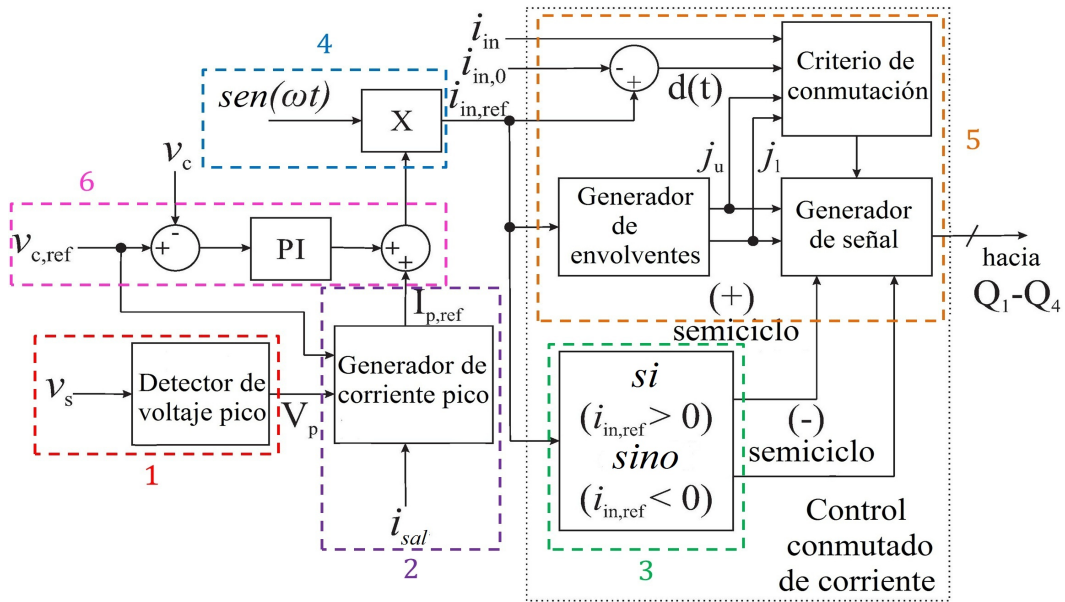 4
sen(ωt)
X
i_in
i_in,0
i_in,ref
-
+
d(t)
Criterio de
conmutación
5
j_u
j_l
Generador
de
envolventes
Generador
de señal
hacia
Q_1-Q_4
6
v_c
v_c,ref
+
-
PI
+
+
I_p,ref
v_s
Detector de
voltaje pico
V_p
1
Generador de
corriente pico
i_sal
2
(+)
semiciclo
si
(i_in,ref > 0)
sino
(i_in,ref < 0)
(-)
semiciclo
3
Control
conmutado
de corriente